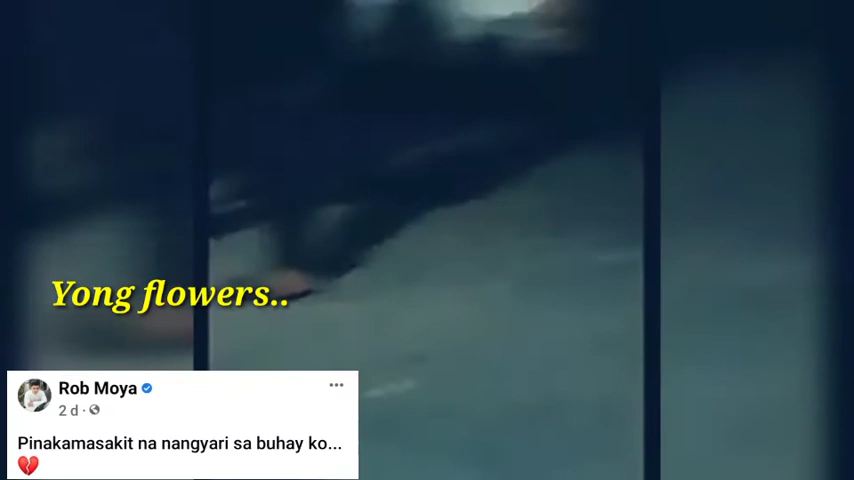 Yong flowers..
Rob Moya
2 d
Pinakamasakit na nangyari sa buhay ko...
💔